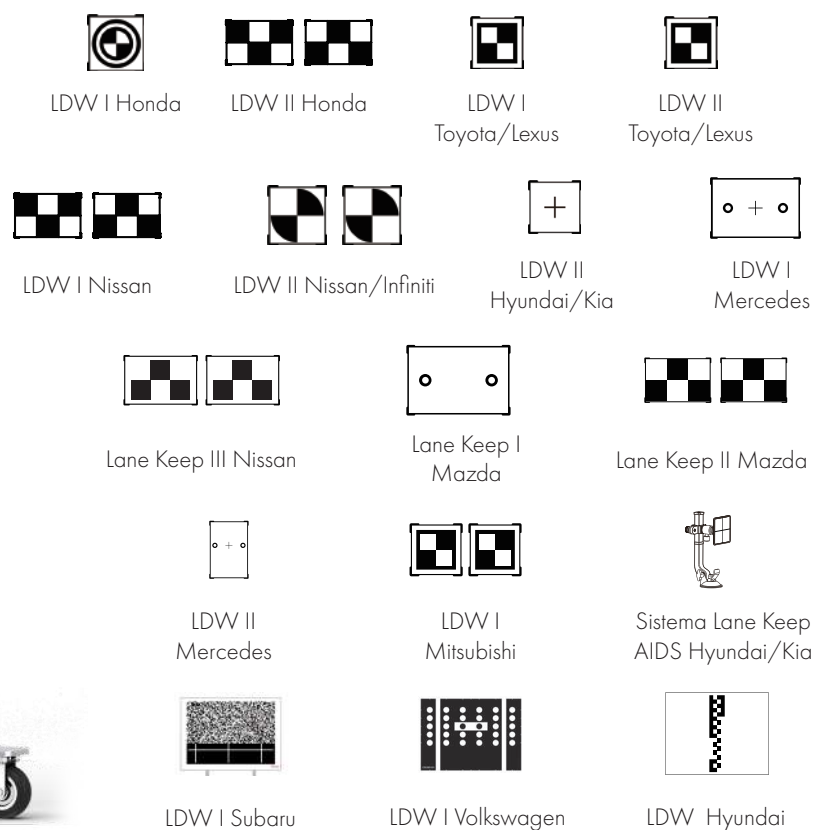 LDW I Honda
LDW II Honda
LDW I
Toyota/Lexus
LDW II
Toyota/Lexus
LDW I Nissan
LDW II Nissan/Infiniti
LDW II
Hyundai/Kia
LDW I
Mercedes
Lane Keep III Nissan
Lane Keep I
Mazda
Lane Keep II Mazda
LDW II
Mercedes
LDW I
Mitsubishi
Sistema Lane Keep
AIDS Hyundai/Kia
LDW I Subaru
LDW I Volkswagen
LDW Hyundai